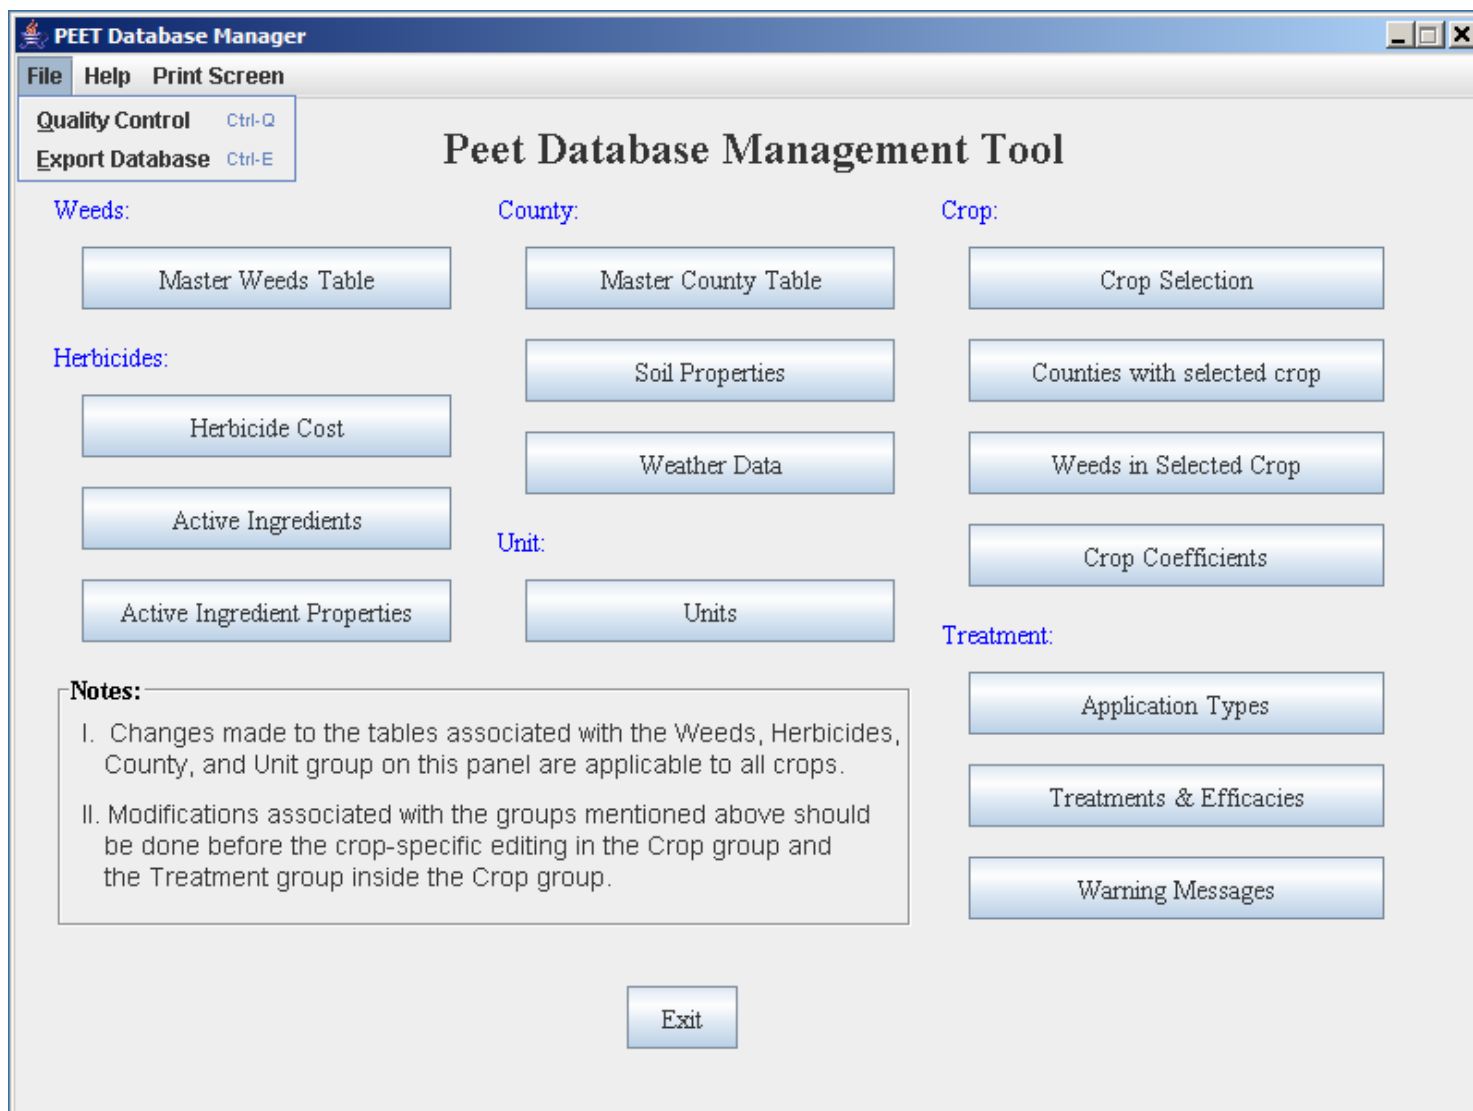 PEET Database Manager
File Help Print Screen
Quality Control Ctrl-Q
Export Database Ctrl-E
Peet Database Management Tool
Weeds:
Master Weeds Table
Herbicides:
Herbicide Cost
Active Ingredients
Active Ingredient Properties
County:
Master County Table
Soil Properties
Weather Data
Unit:
Units
Crop:
Crop Selection
Counties with selected crop
Weeds in Selected Crop
Crop Coefficients
Treatment:
Application Types
Treatments & Efficacies
Warning Messages
Notes:
I. Changes made to the tables associated with the Weeds, Herbicides,
County, and Unit group on this panel are applicable to all crops.
II. Modifications associated with the groups mentioned above should
be done before the crop-specific editing in the Crop group and
the Treatment group inside the Crop group.
Exit